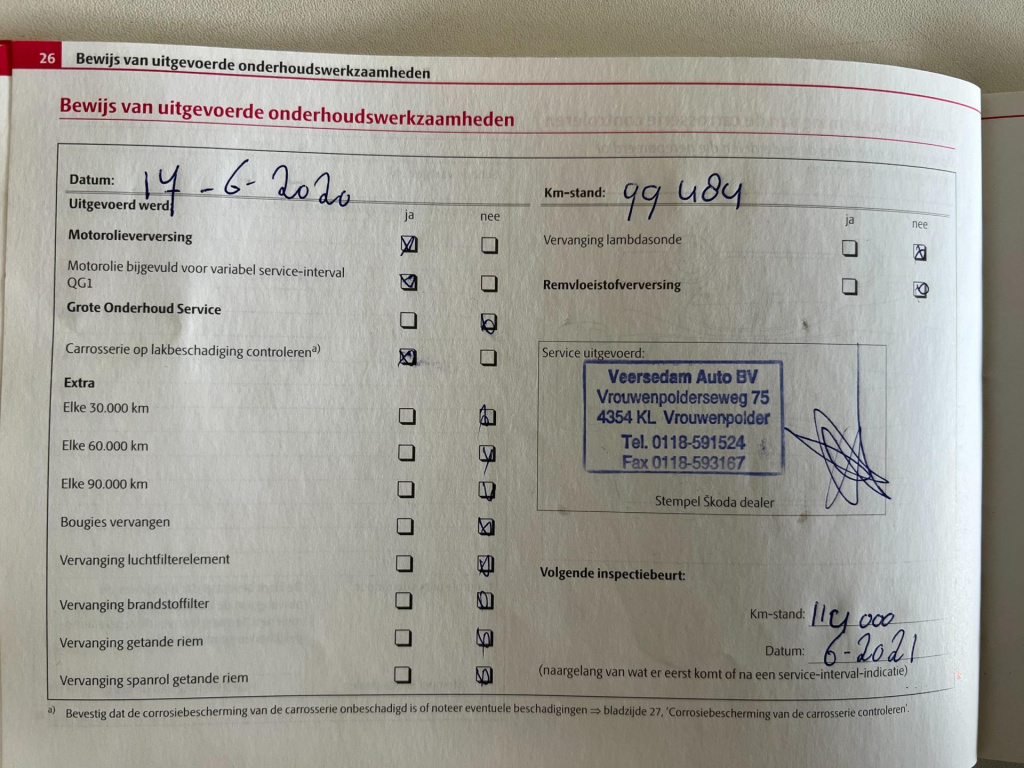 26 Bewijs van uitgevoerde onderhoudswerkzaamheden
Bewijs van uitgevoerde onderhoudswerkzaamheden
Datum: 17-6-2020
Uitgevoerd werd:
ja nee
Motorolieverversing
Motorolie bijgevuld voor variabel service-interval
QG1
Grote Onderhoud Service
Carrosserie op lakbeschadiging controleren a)
Extra
Elke 30.000 km
Elke 60.000 km
Elke 90.000 km
Bougies vervangen
Vervanging luchtfilterelement
Vervanging brandstoffilter
Vervanging getande riem
Vervanging spanrol getande riem
Km-stand: 99484
ja nee
Vervanging lambdasonde
Remvloeistofverversing
Service uitgevoerd:
Veersedam Auto BV
Vrouwenpolderseweg 75
4354 KL Vrouwenpolder
Tel. 0118-591524
Fax 0118-593167
Stempel Škoda dealer
Volgende inspectiebeurt:
Km-stand: 114000
Datum: 6-2021
(naargelang van wat er eerst komt of na een service-interval-indicatie)
a) Bevestig dat de corrosiebescherming van de carrosserie onbeschadigd is of noteer eventuele beschadigingen ⇒ bladzijde 27, 'Corrosiebescherming van de carrosserie controleren'.